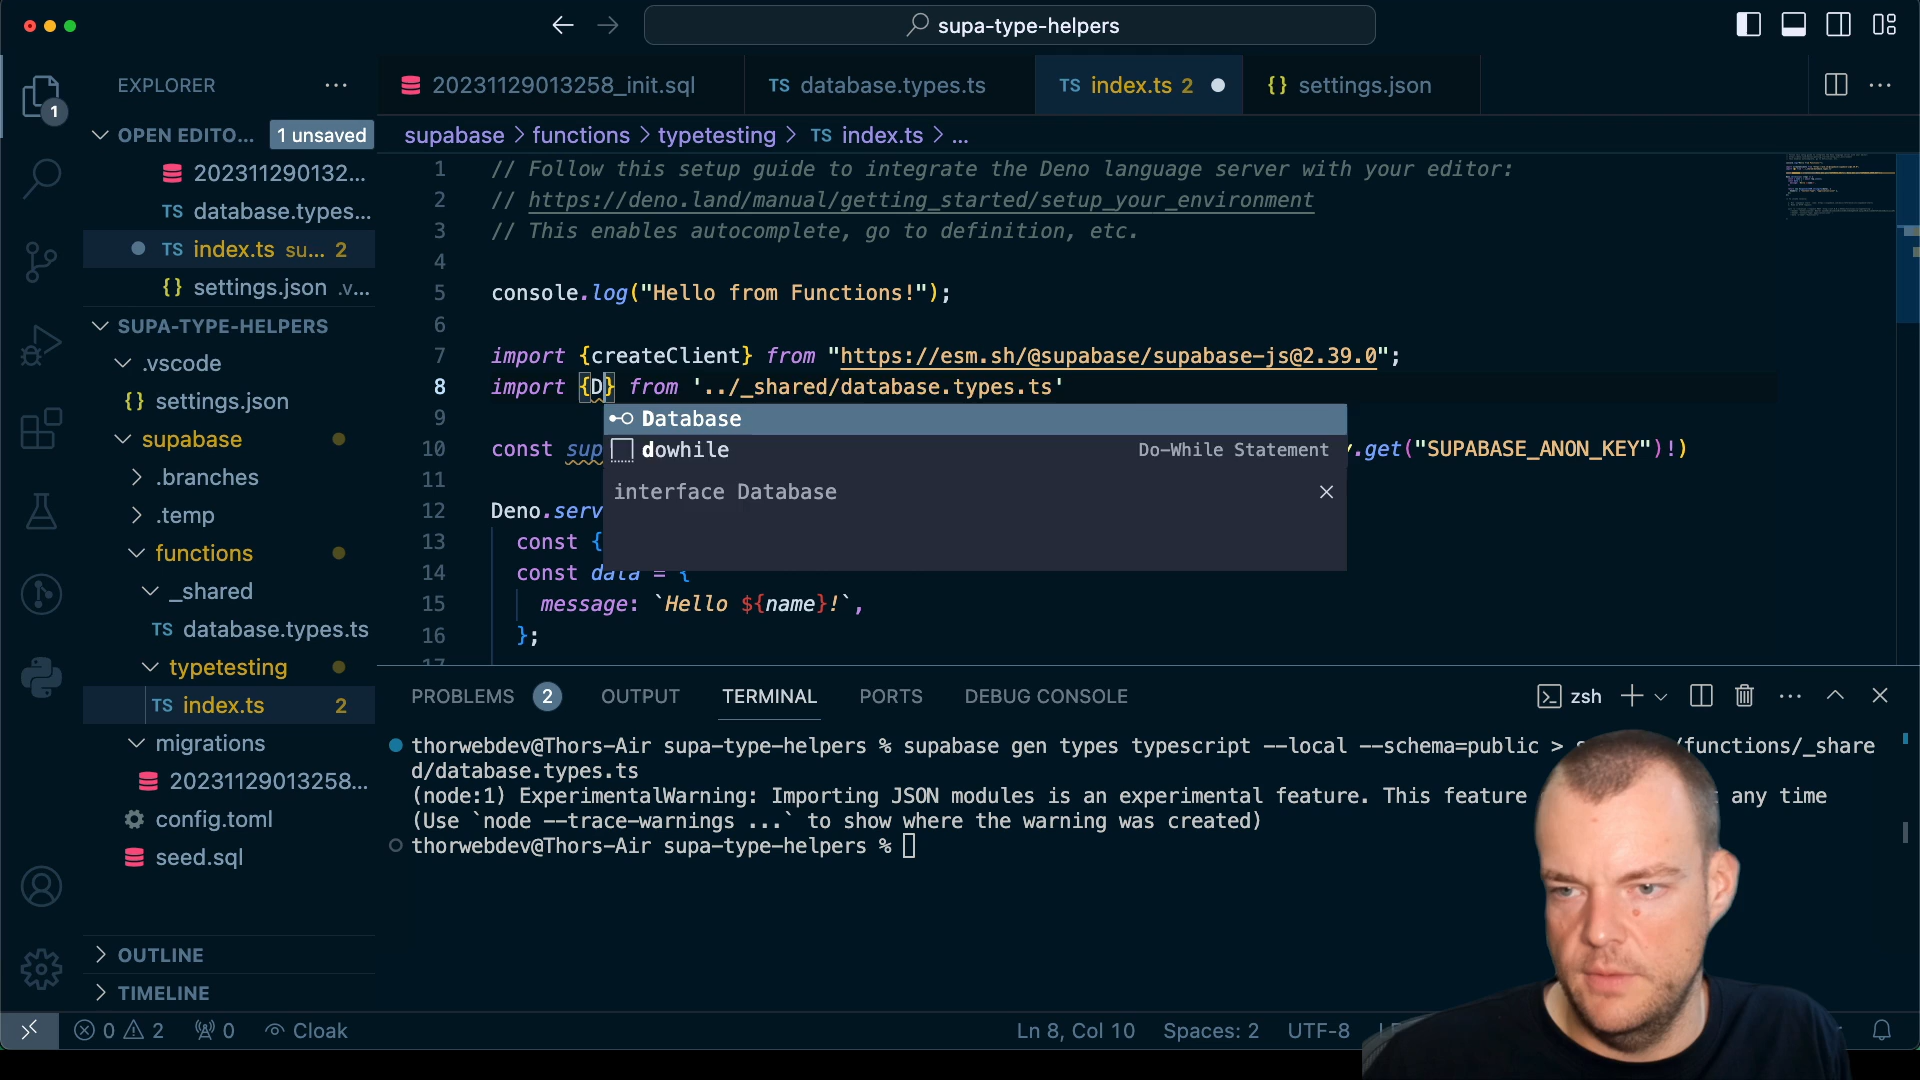 supa-type-helpers
EXPLORER
1
20231129013258_init.sql
TS database.types.ts
TS index.ts 2
{} settings.json
OPEN EDITO... 1 unsaved
202311290132...
TS database.types...
TS index.ts su... 2
{} settings.json .v...
SUPA-TYPE-HELPERS
.vscode
{} settings.json
supabase
.branches
.temp
functions
_shared
TS database.types.ts
typetesting
TS index.ts 2
migrations
20231129013258...
config.toml
seed.sql
OUTLINE
TIMELINE
supabase > functions > typetesting > TS index.ts > ...
1 // Follow this setup guide to integrate the Deno language server with your editor:
2 // https://deno.land/manual/getting_started/setup_your_environment
3 // This enables autocomplete, go to definition, etc.
4
5 console.log("Hello from Functions!");
6
7 import {createClient} from "https://esm.sh/@supabase/supabase-js@2.39.0";
8 import {D} from '../_shared/database.types.ts'
9
Database
10 const sup
.get("SUPABASE_ANON_KEY")!)
dowhile Do-While Statement
interface Database
11
12 Deno.serv
13 const {
14 const data = {
15 message: `Hello ${name}!`,
16 };
17
PROBLEMS 2 OUTPUT TERMINAL PORTS DEBUG CONSOLE
zsh
thorwebdev@Thors-Air supa-type-helpers % supabase gen types typescript --local --schema=public > /functions/_share
d/database.types.ts
(node:1) ExperimentalWarning: Importing JSON modules is an experimental feature. This feature any time
(Use `node --trace-warnings ...` to show where the warning was created)
thorwebdev@Thors-Air supa-type-helpers %
0 2 0 Cloak
Ln 8, Col 10 Spaces: 2 UTF-8